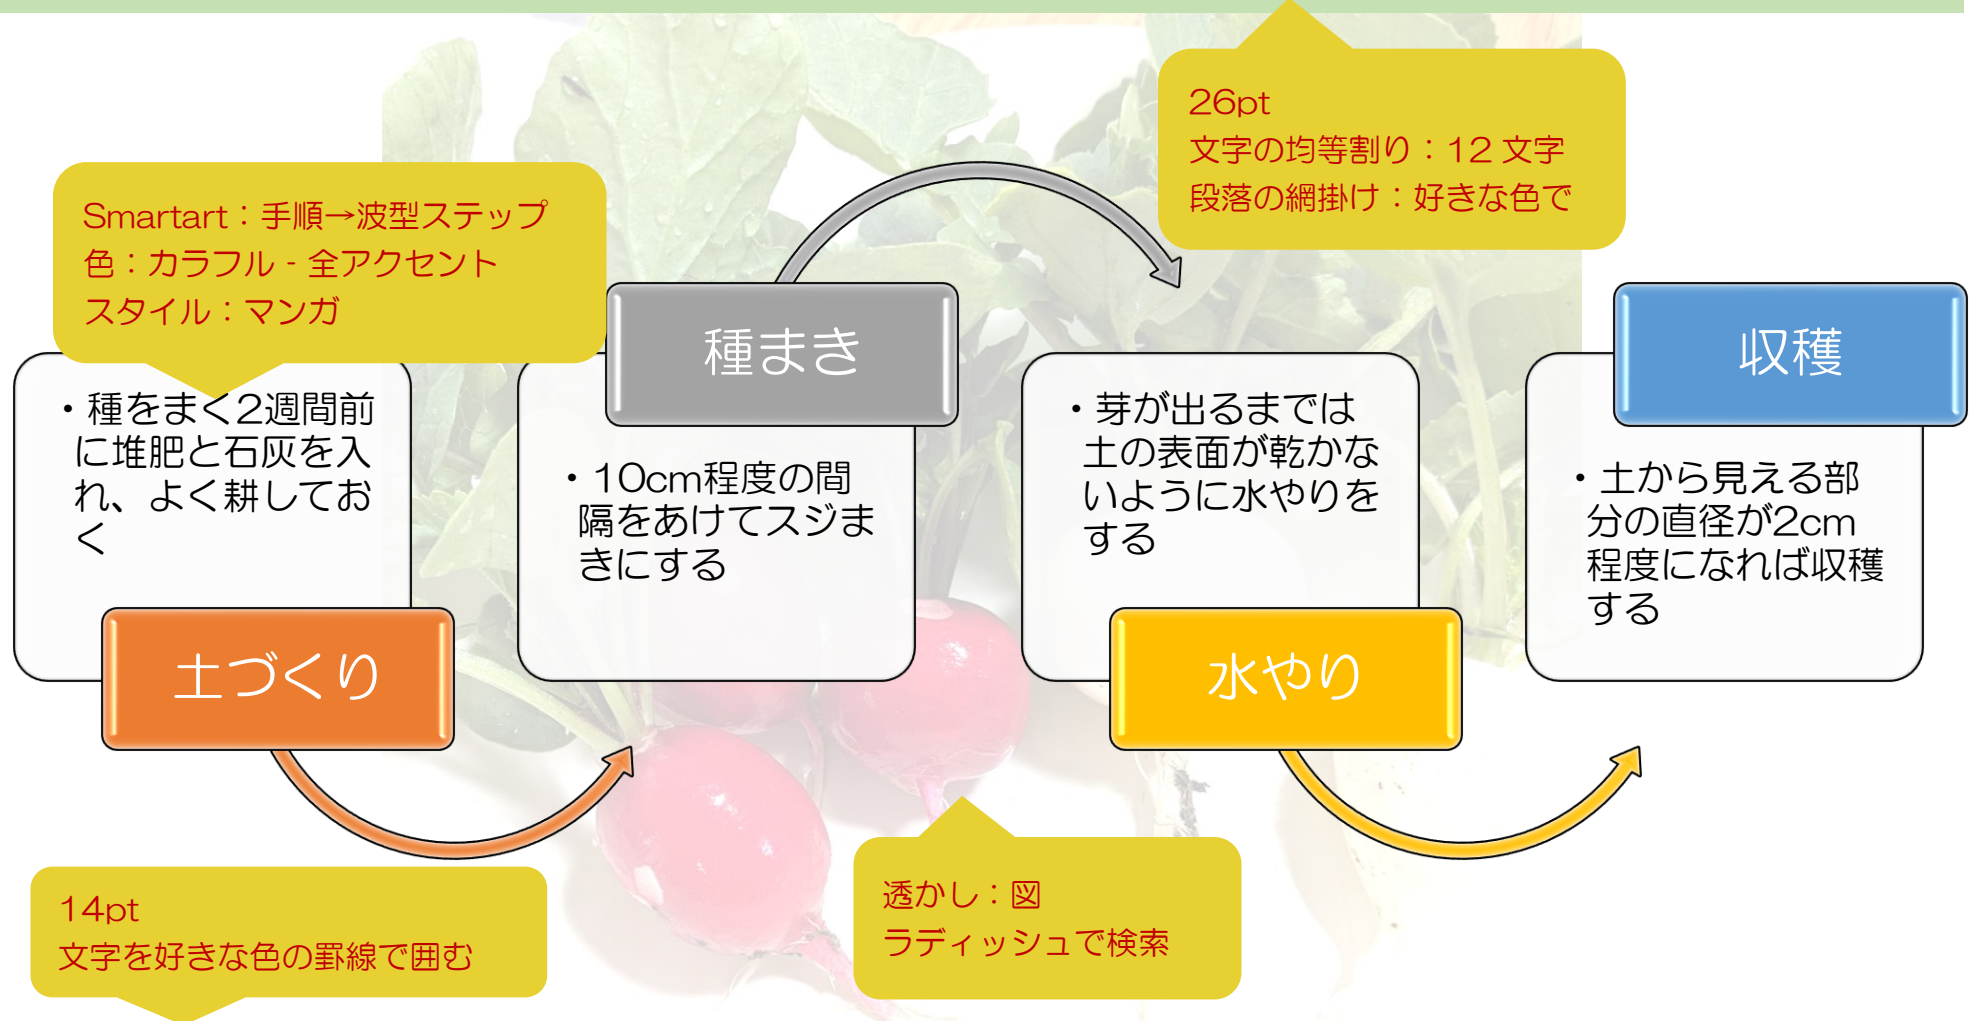 26pt
文字の均等割り：12 文字
段落の網掛け：好きな色で
Smartart：手順→波型ステップ
色：カラフル - 全アクセント
スタイル：マンガ
・種をまく2週間前
に堆肥と石灰を入
れ、よく耕してお
く
土づくり
種まき
・10cm程度の間
隔をあけてスジま
きにする
・芽が出るまでは
土の表面が乾かな
いように水やりを
する
水やり
収穫
・土から見える部
分の直径が2cm
程度になれば収穫
する
14pt
文字を好きな色の罫線で囲む
透かし：図
ラディッシュで検索